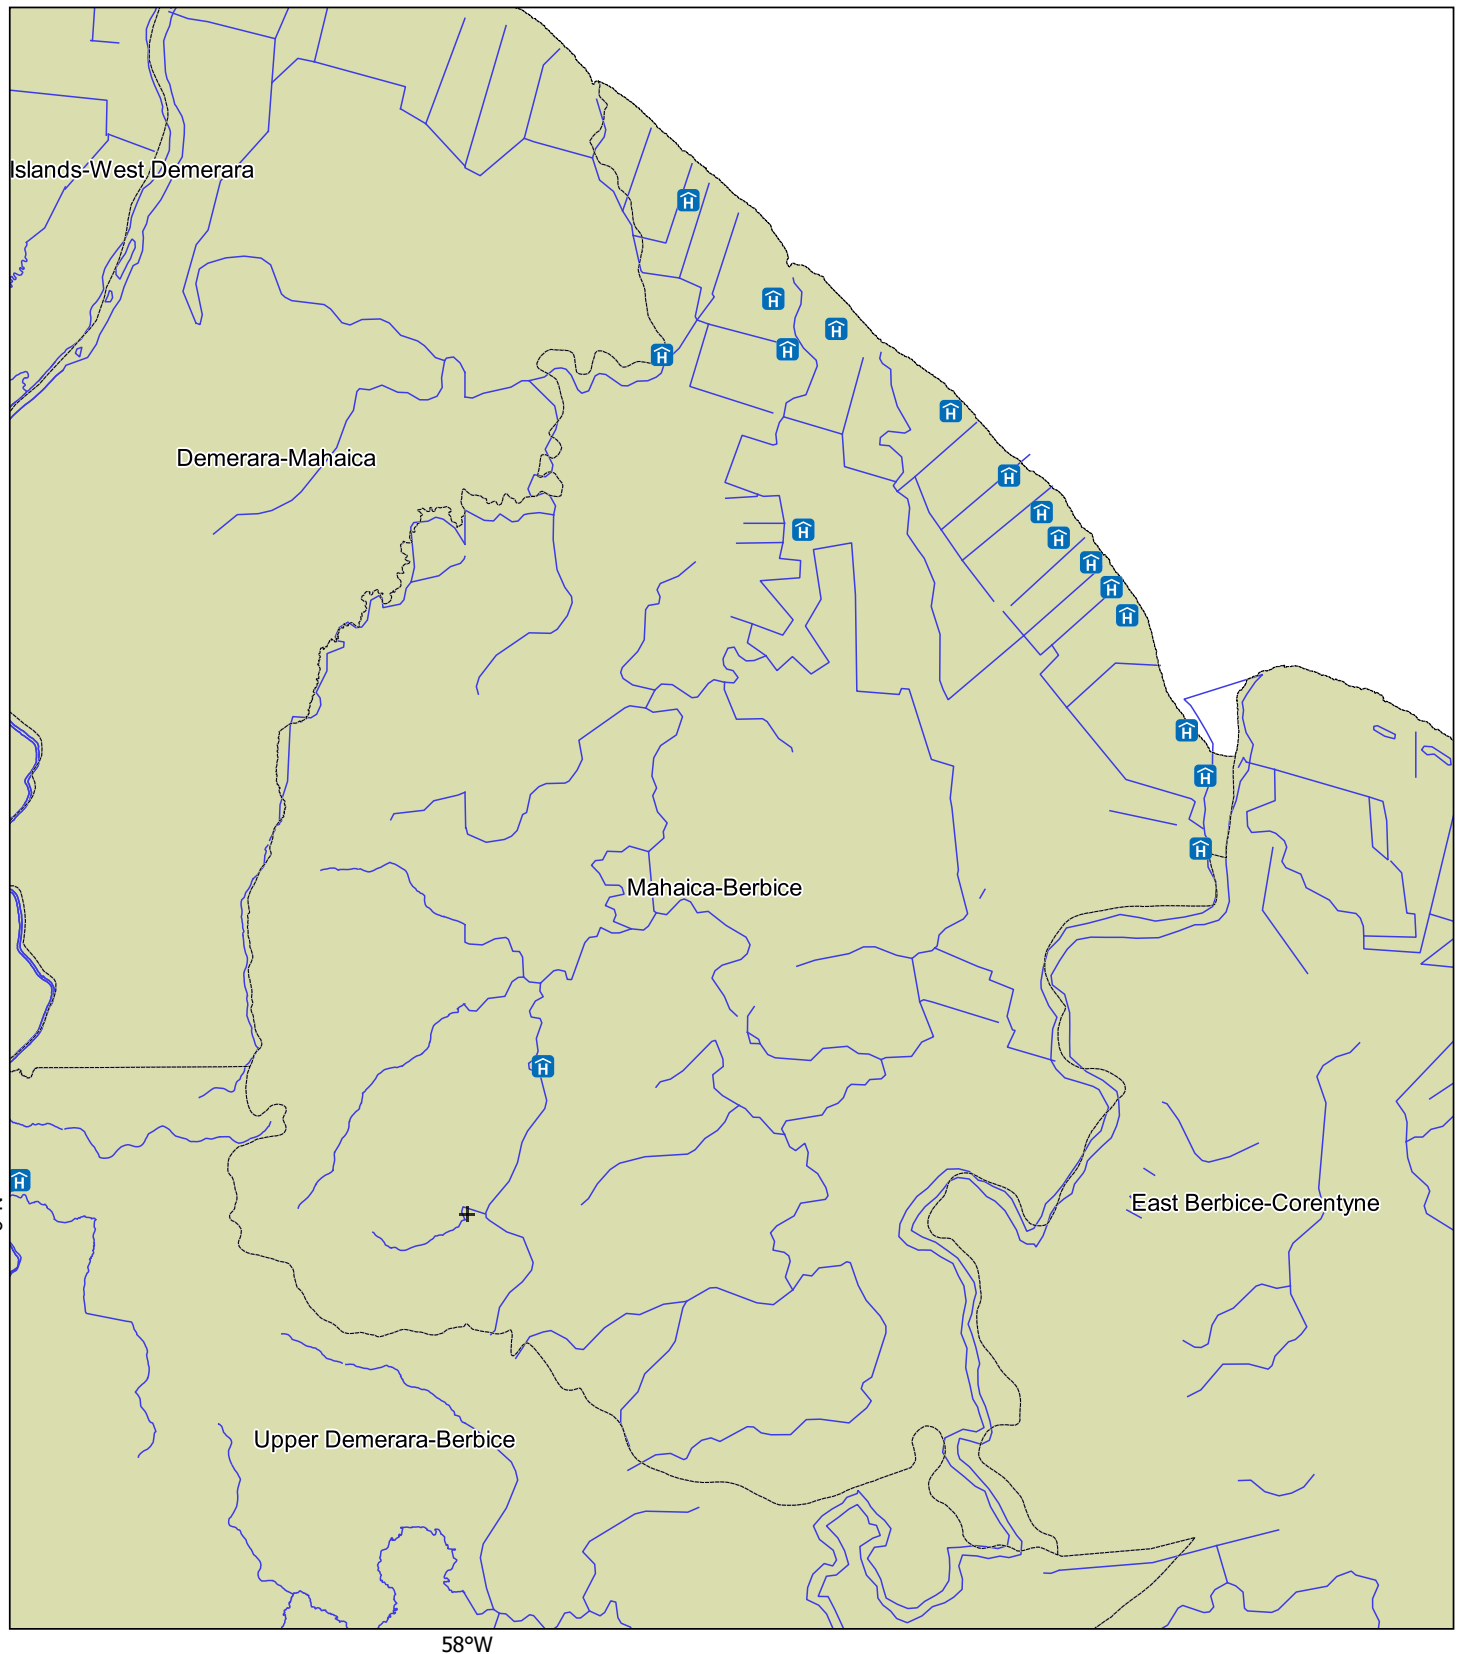 Islands-West Demerara
Demerara-Mahaica
Mahaica-Berbice
East Berbice-Corentyne
Upper Demerara-Berbice
58°W